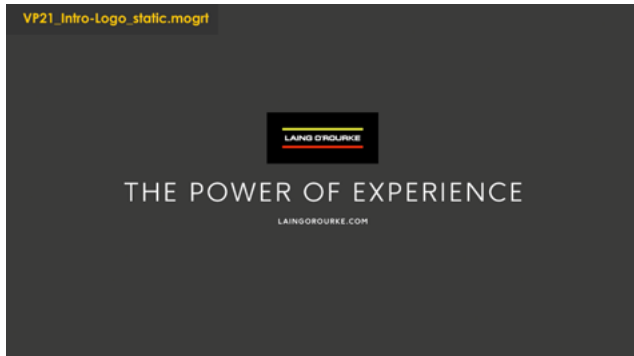 VP21_Intro-Logo_static.mogrt
LAING O'ROURKE
THE POWER OF EXPERIENCE
LAINGOROURKE.COM